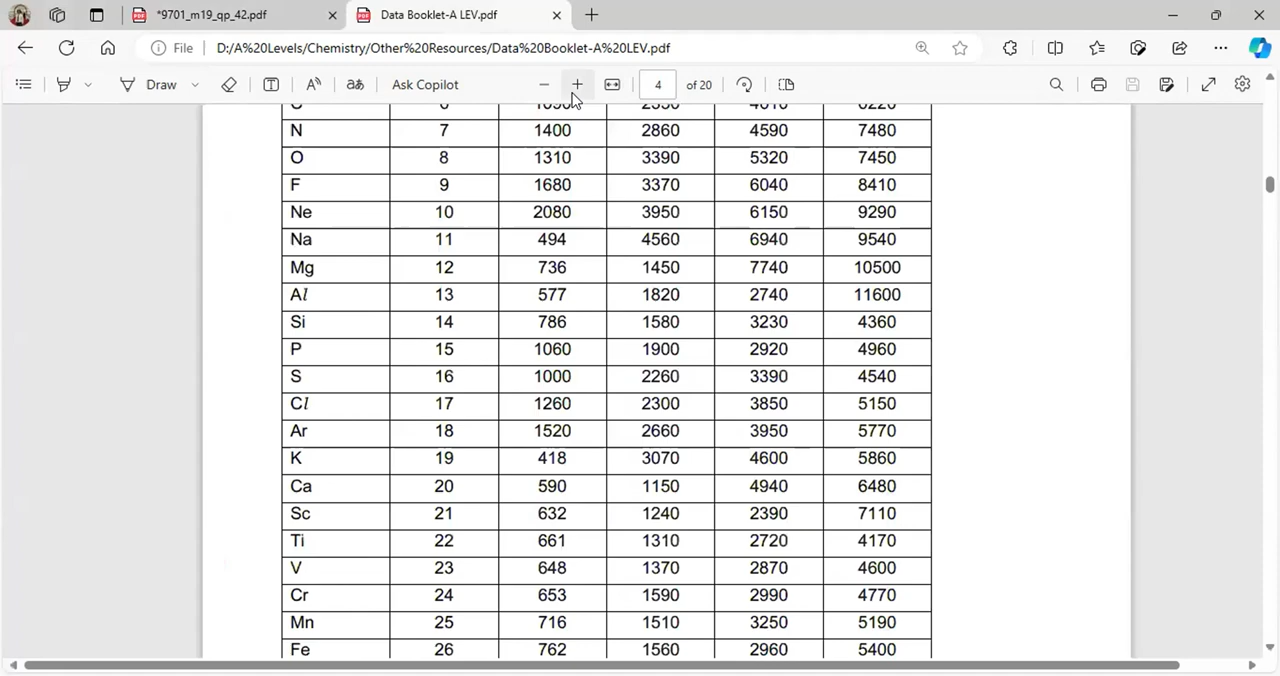 *9701_m19_qp_42.pdf
Data Booklet-A LEV.pdf
File D:/A%20Levels/Chemistry/Other%20Resources/Data%20Booklet-A%20LEV.pdf
Draw Ask Copilot 4 of 20
N 7 1400 2860 4590 7480
O 8 1310 3390 5320 7450
F 9 1680 3370 6040 8410
Ne 10 2080 3950 6150 9290
Na 11 494 4560 6940 9540
Mg 12 736 1450 7740 10500
Al 13 577 1820 2740 11600
Si 14 786 1580 3230 4360
P 15 1060 1900 2920 4960
S 16 1000 2260 3390 4540
Cl 17 1260 2300 3850 5150
Ar 18 1520 2660 3950 5770
K 19 418 3070 4600 5860
Ca 20 590 1150 4940 6480
Sc 21 632 1240 2390 7110
Ti 22 661 1310 2720 4170
V 23 648 1370 2870 4600
Cr 24 653 1590 2990 4770
Mn 25 716 1510 3250 5190
Fe 26 762 1560 2960 5400